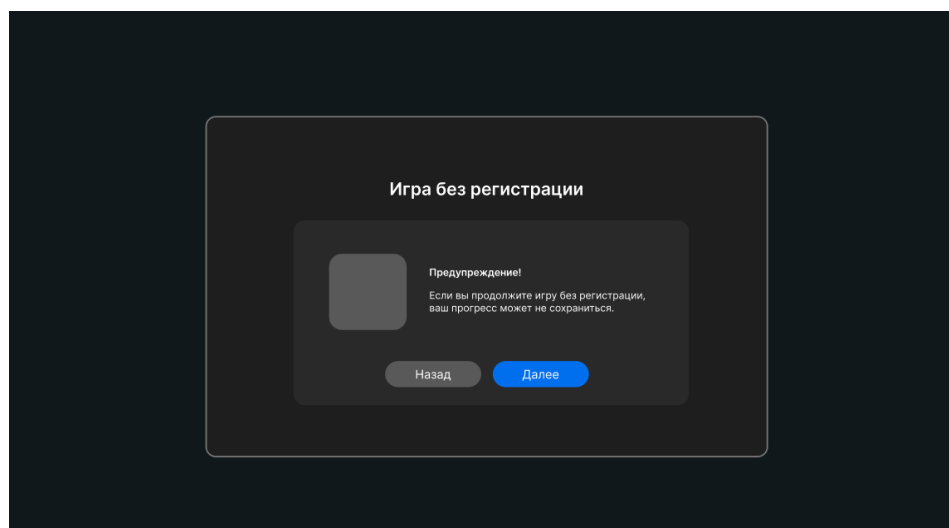 Игра без регистрации
Предупреждение!
Если вы продолжите игру без регистрации,
ваш прогресс может не сохраниться.
Назад
Далее